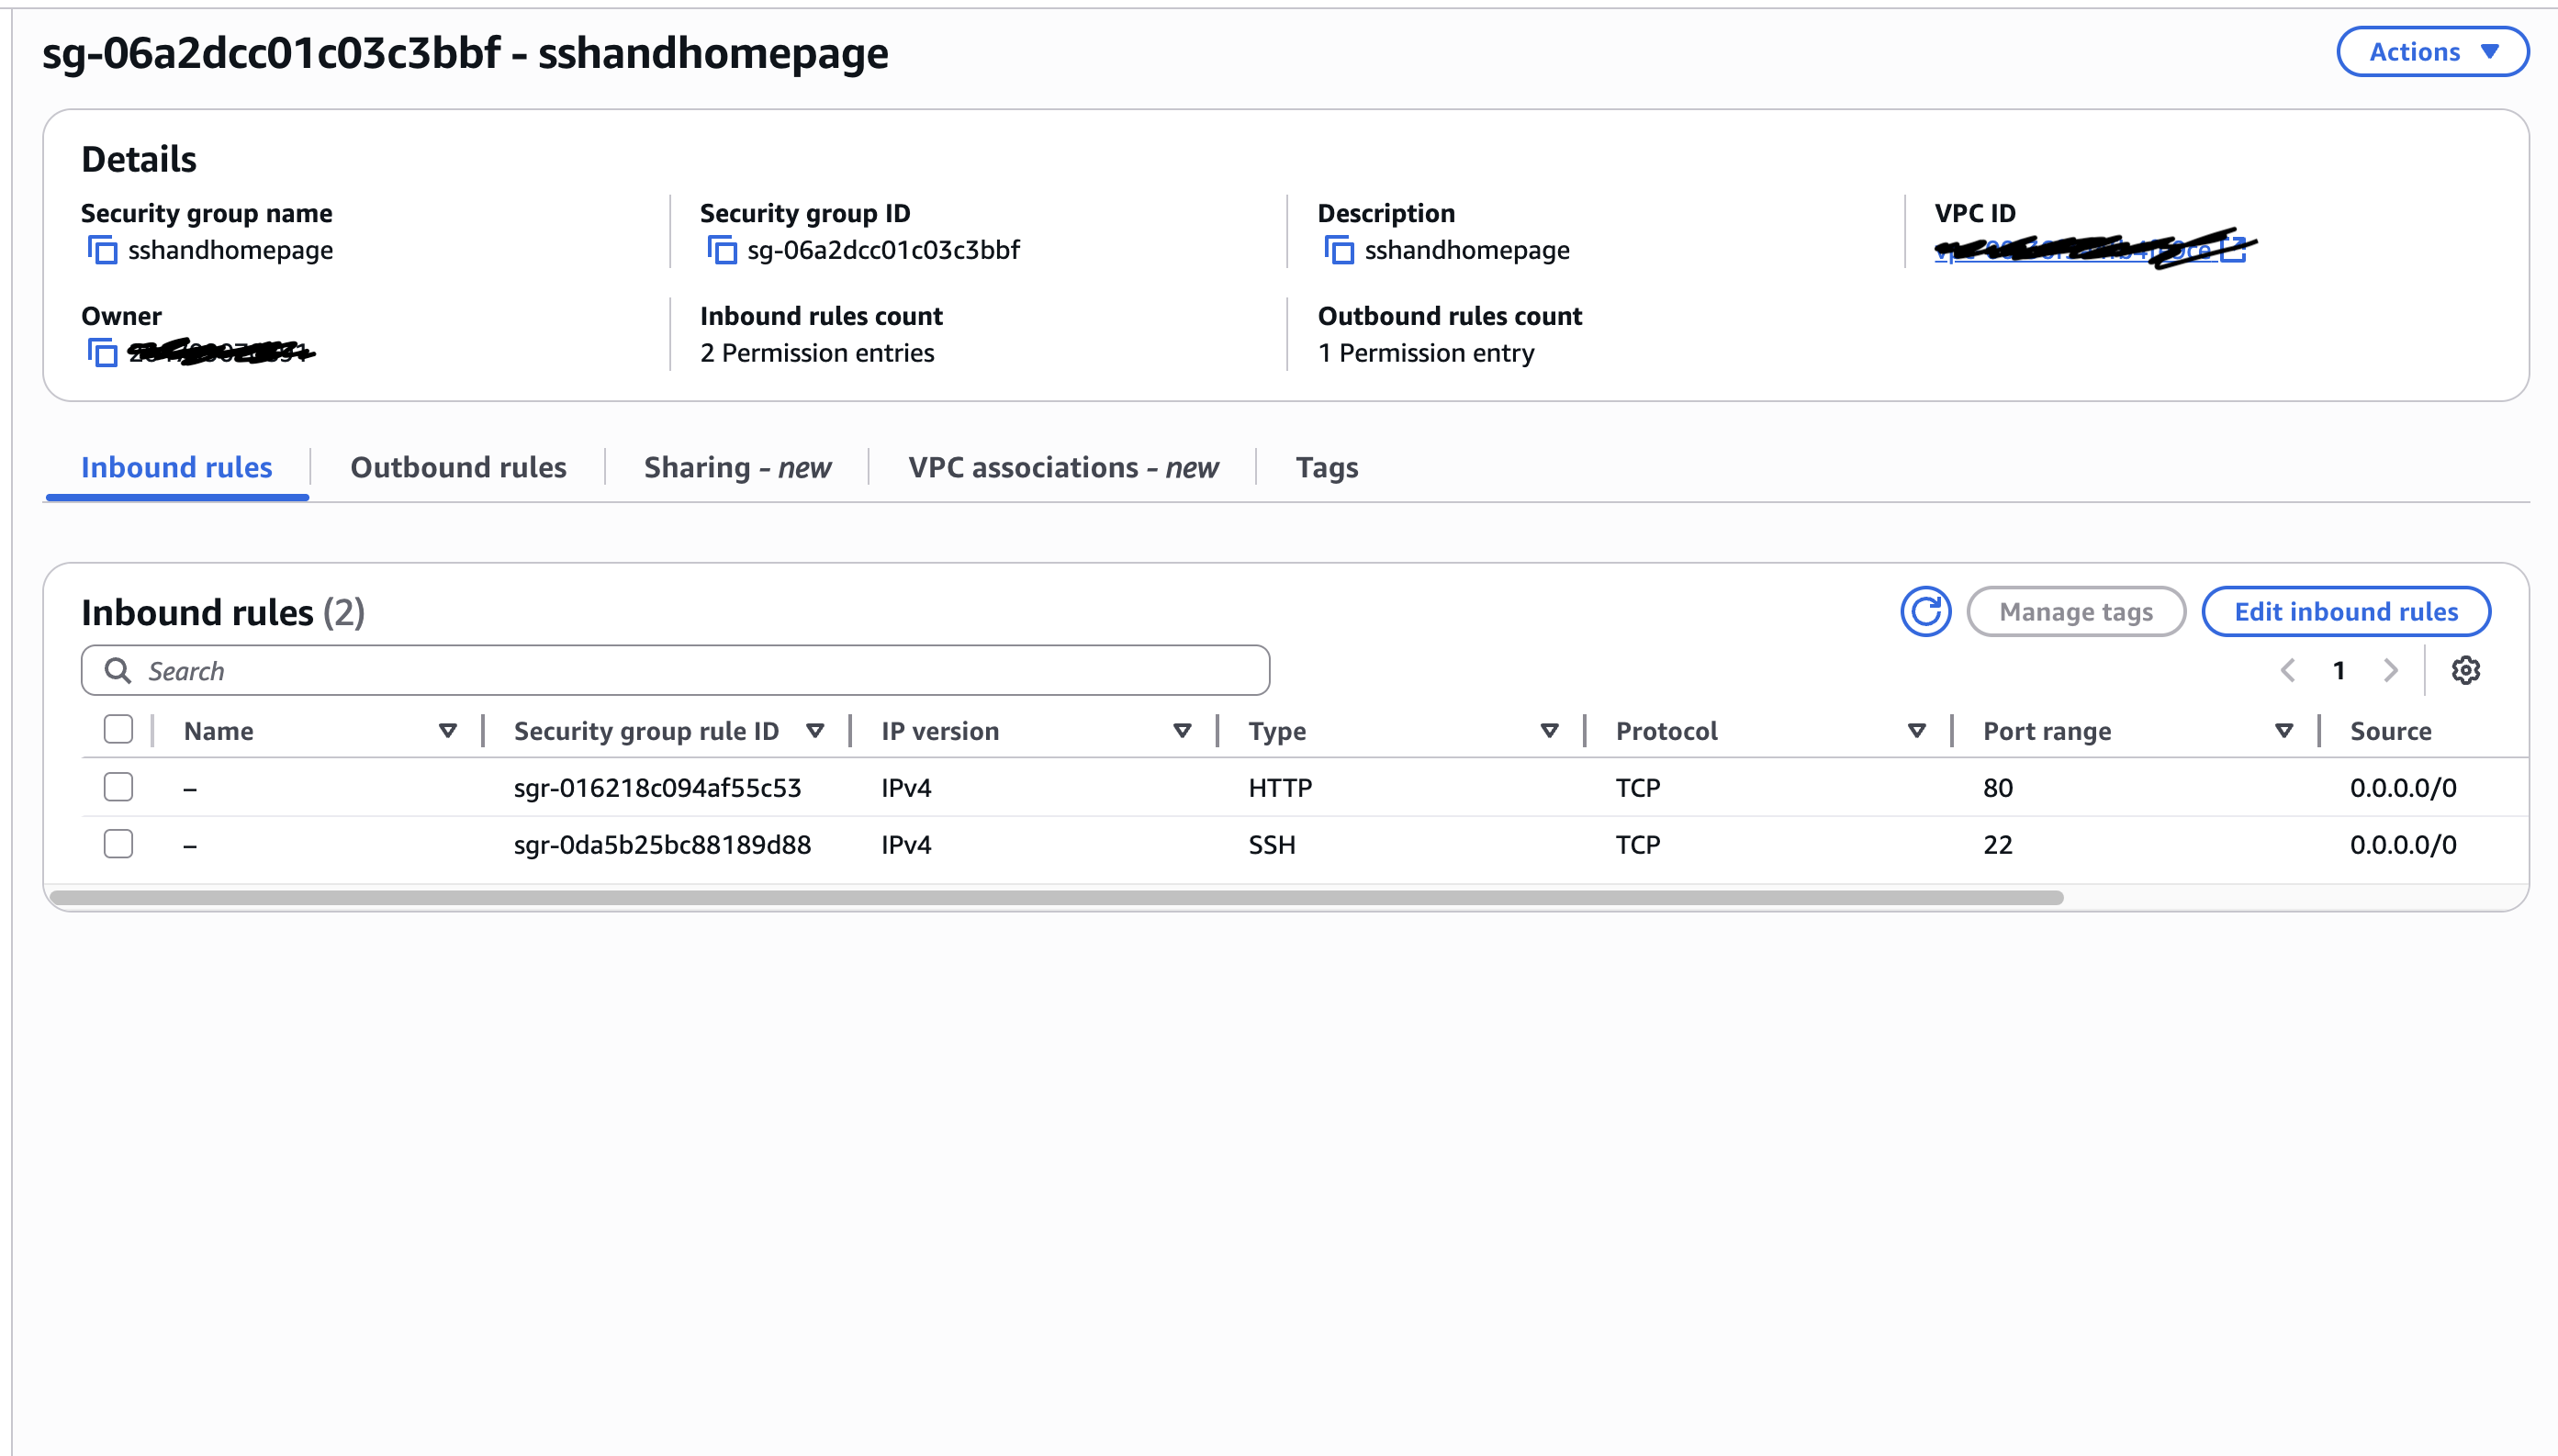 sg-06a2dcc01c03c3bbf - sshandhomepage
Actions
Details
Security group name
sshandhomepage
Security group ID
sg-06a2dcc01c03c3bbf
Description
sshandhomepage
VPC ID
Owner
Inbound rules count
2 Permission entries
Outbound rules count
1 Permission entry
Inbound rules Outbound rules Sharing - new VPC associations - new Tags
Inbound rules (2)
Manage tags Edit inbound rules
Search
1
Name Security group rule ID IP version Type Protocol Port range Source
– sgr-016218c094af55c53 IPv4 HTTP TCP 80 0.0.0.0/0
– sgr-0da5b25bc88189d88 IPv4 SSH TCP 22 0.0.0.0/0